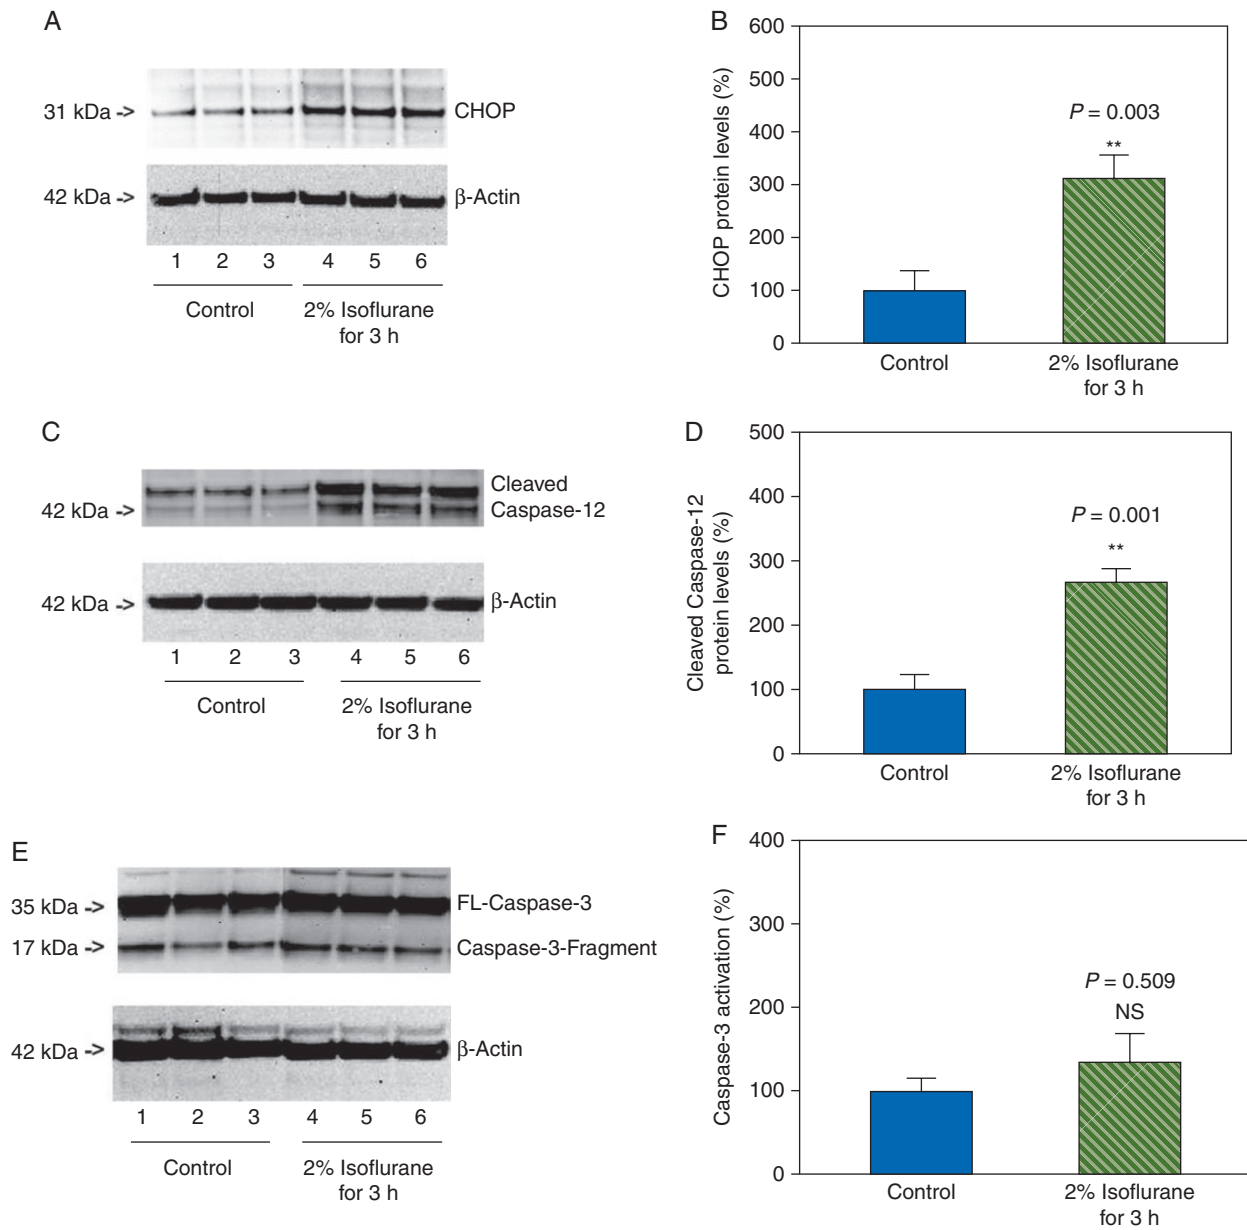 A
31 kDa ->
CHOP
42 kDa ->
β-Actin
1 2 3 4 5 6
Control
2% Isoflurane
for 3 h
B
CHOP protein levels (%)
600
500
400
300
200
100
0
P = 0.003
**
Control
2% Isoflurane
for 3 h
C
Cleaved
42 kDa -> Caspase-12
42 kDa ->
β-Actin
1 2 3 4 5 6
Control
2% Isoflurane
for 3 h
D
Cleaved Caspase-12
protein levels (%)
500
400
300
200
100
0
P = 0.001
**
Control
2% Isoflurane
for 3 h
E
35 kDa ->
FL-Caspase-3
17 kDa ->
Caspase-3-Fragment
42 kDa ->
β-Actin
1 2 3 4 5 6
Control
2% Isoflurane
for 3 h
F
Caspase-3 activation (%)
400
300
200
100
0
P = 0.509
NS
Control
2% Isoflurane
for 3 h